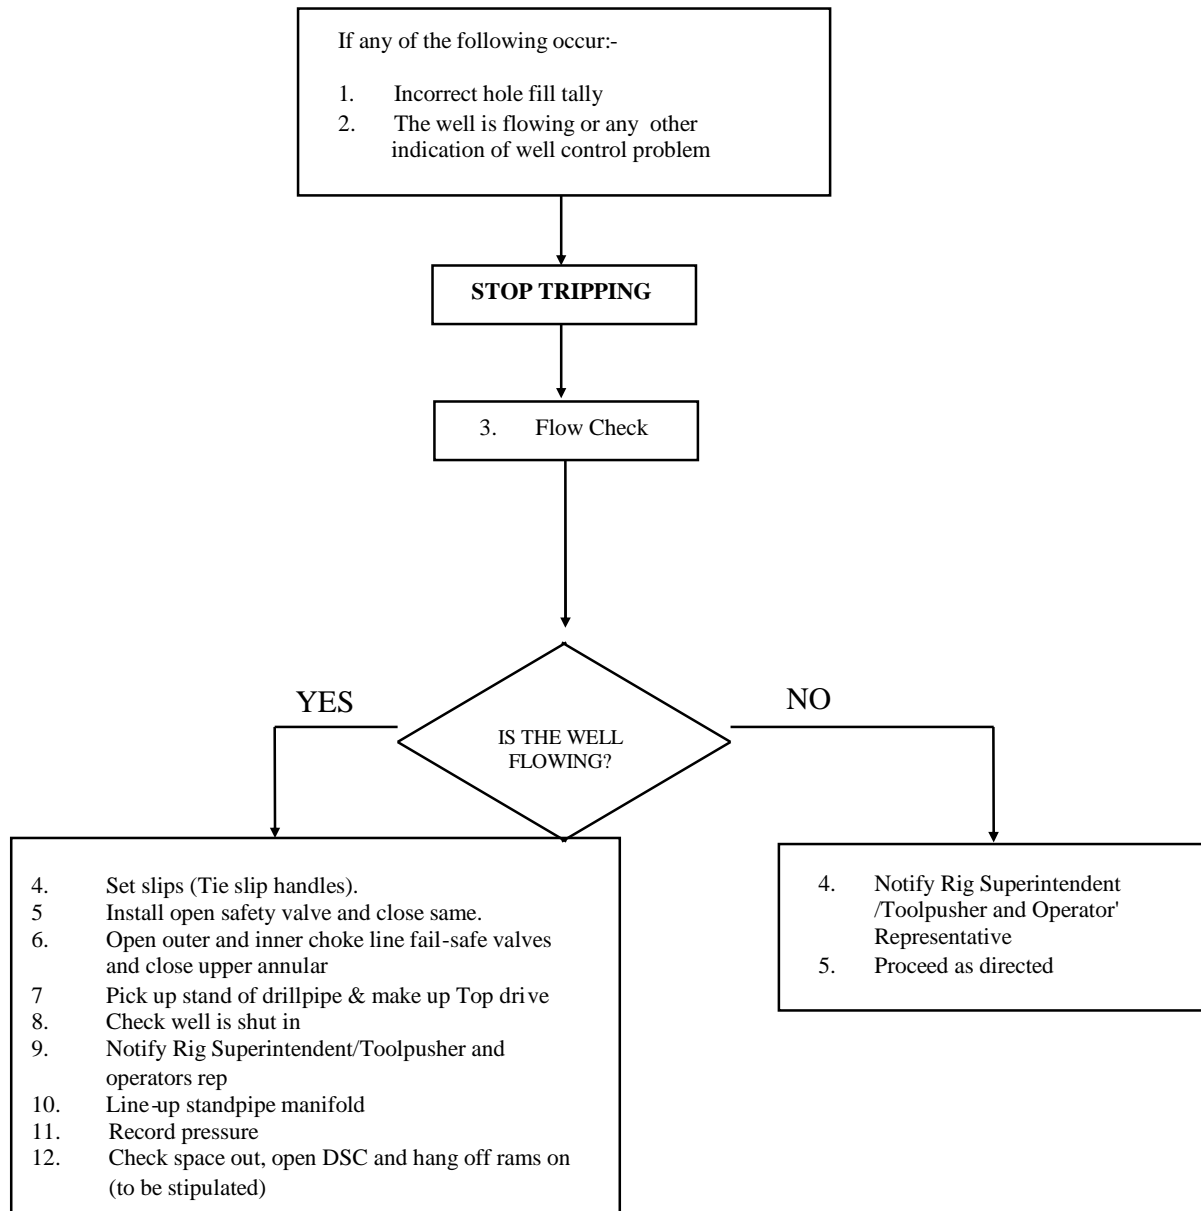 If any of the following occur:-
1. Incorrect hole fill tally
2. The well is flowing or any other
indication of well control problem
STOP TRIPPING
3. Flow Check
YES
NO
IS THE WELL
FLOWING?
4. Set slips (Tie slip handles).
5 Install open safety valve and close same.
6. Open outer and inner choke line fail-safe valves
and close upper annular
7 Pick up stand of drillpipe & make up Top drive
8. Check well is shut in
9. Notify Rig Superintendent/Toolpusher and
operators rep
10. Line-up standpipe manifold
11. Record pressure
12. Check space out, open DSC and hang off rams on
(to be stipulated)
4. Notify Rig Superintendent
/Toolpusher and Operator'
Representative
5. Proceed as directed